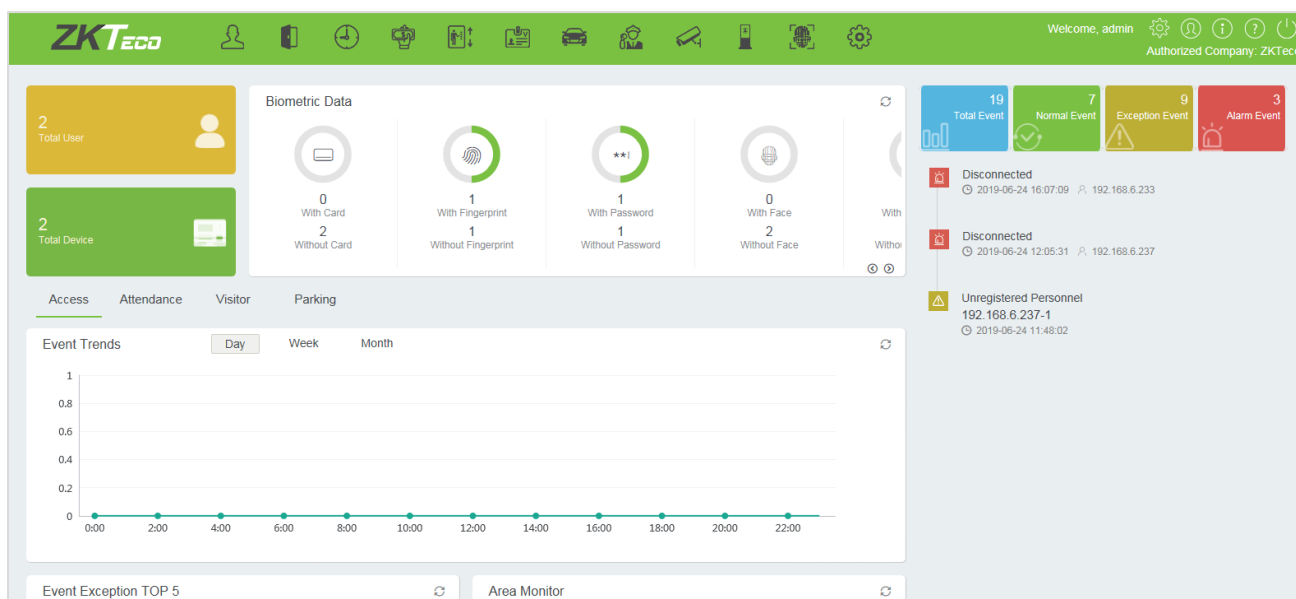 ZKTECO
Welcome, admin
Authorized Company: ZKTeco
2
Total User
2
Total Device
Biometric Data
**|
0
With Card
2
Without Card
1
With Fingerprint
1
Without Fingerprint
1
With Password
1
Without Password
0
With Face
2
Without Face
With
19
Total Event
7
Normal Event
9
Exception Event
3
Alarm Event
Disconnected
2019-06-24 16:07:09 192.168.6.233
Disconnected
2019-06-24 12:05:31 192.168.6.237
Unregistered Personnel
192.168.6.237-1
2019-06-24 11:48:02
Access Attendance Visitor Parking
Event Trends Day Week Month
1
0.8
0.6
0.4
0.2
0
0:00 2:00 4:00 6:00 8:00 10:00 12:00 14:00 16:00 18:00 20:00 22:00
Event Exception TOP 5
Area Monitor